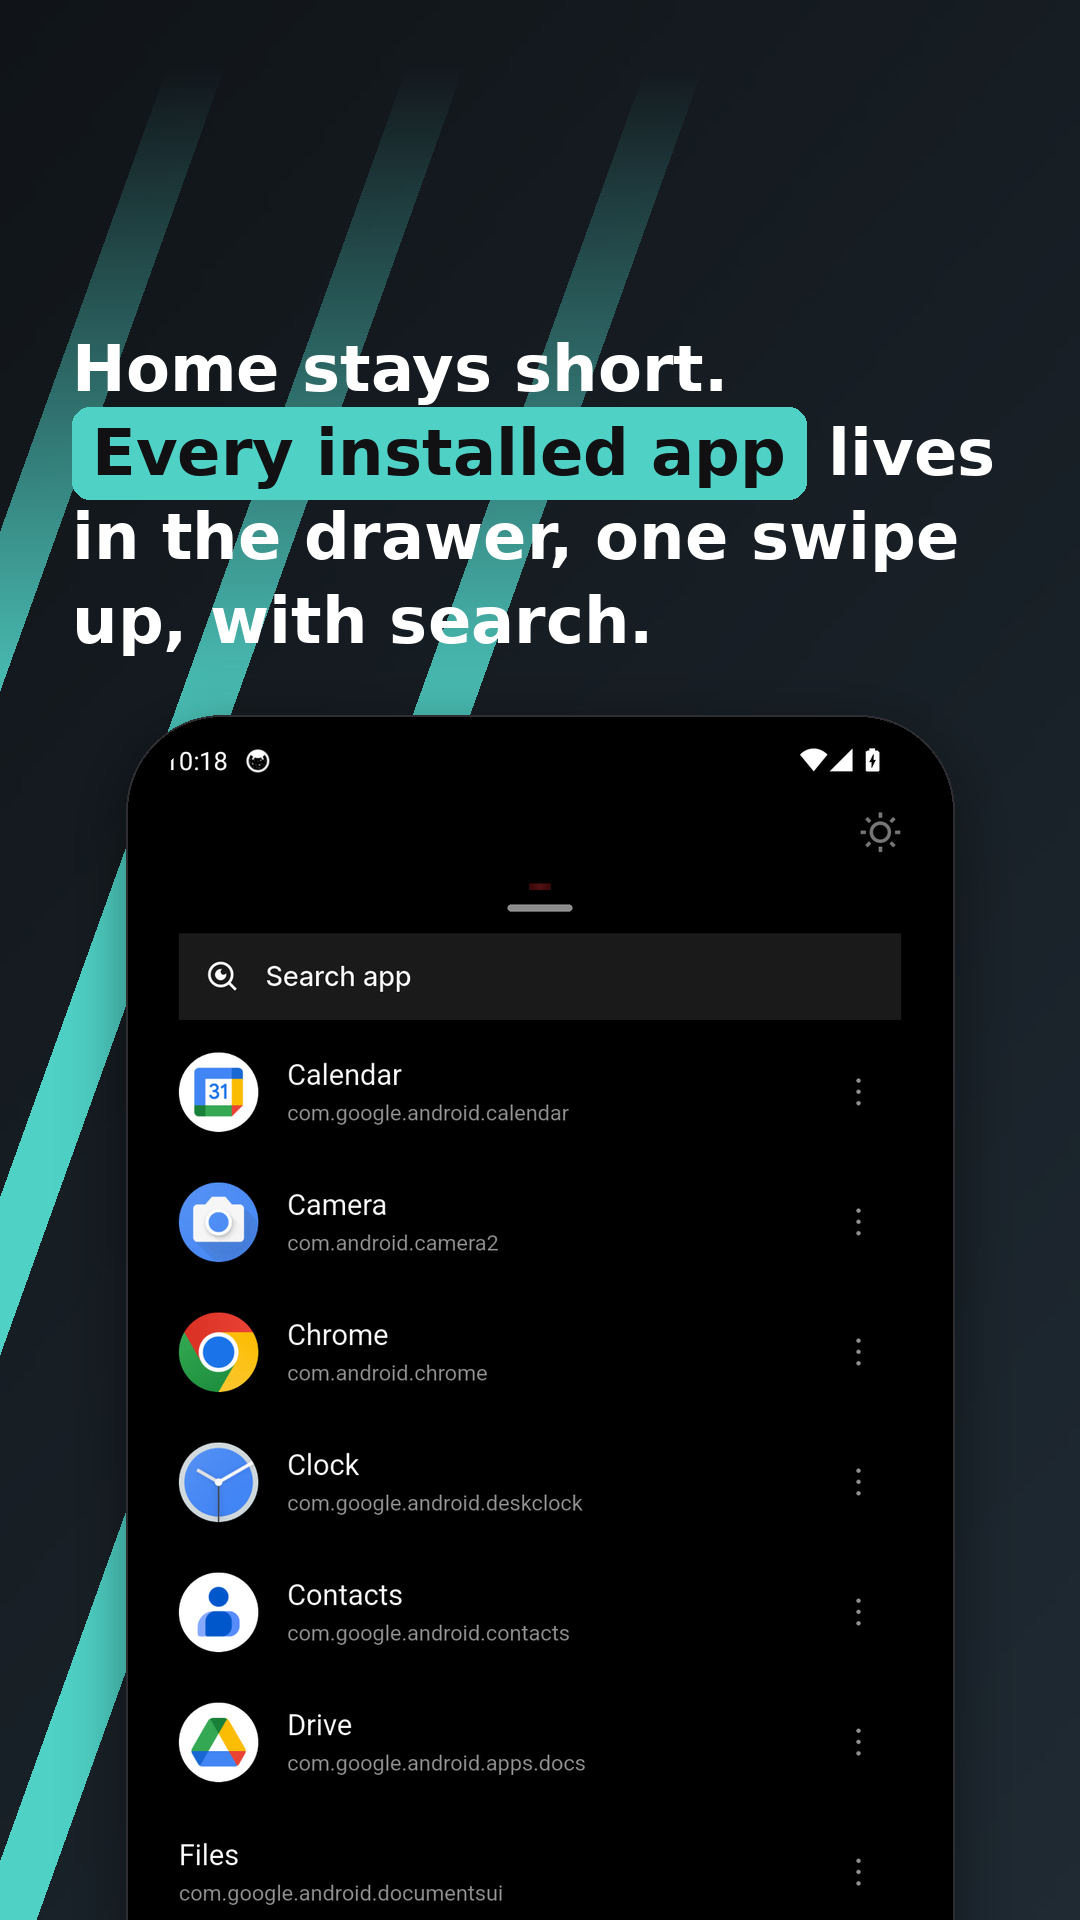 Home stays short.
Every installed app lives
in the drawer, one swipe
up, with search.
10:18
Search app
31
Calendar
com.google.android.calendar
Camera
com.android.camera2
Chrome
com.android.chrome
Clock
com.google.android.deskclock
Contacts
com.google.android.contacts
Drive
com.google.android.apps.docs
Files
com.google.android.documentsui